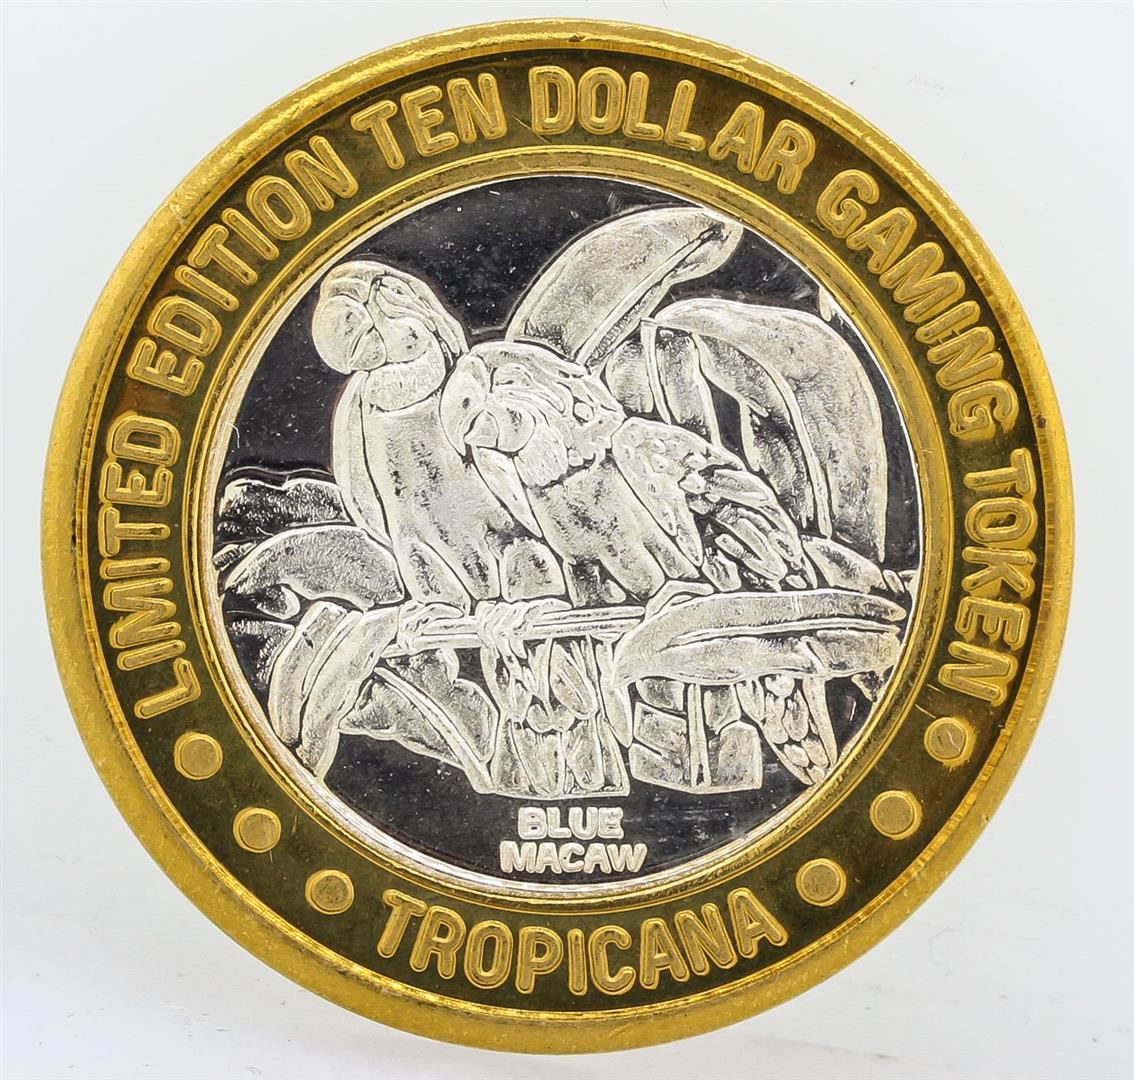 LIMITED EDITION TEN DOLLAR GAMING TOKEN
BLUE
MACAW
TROPICANA